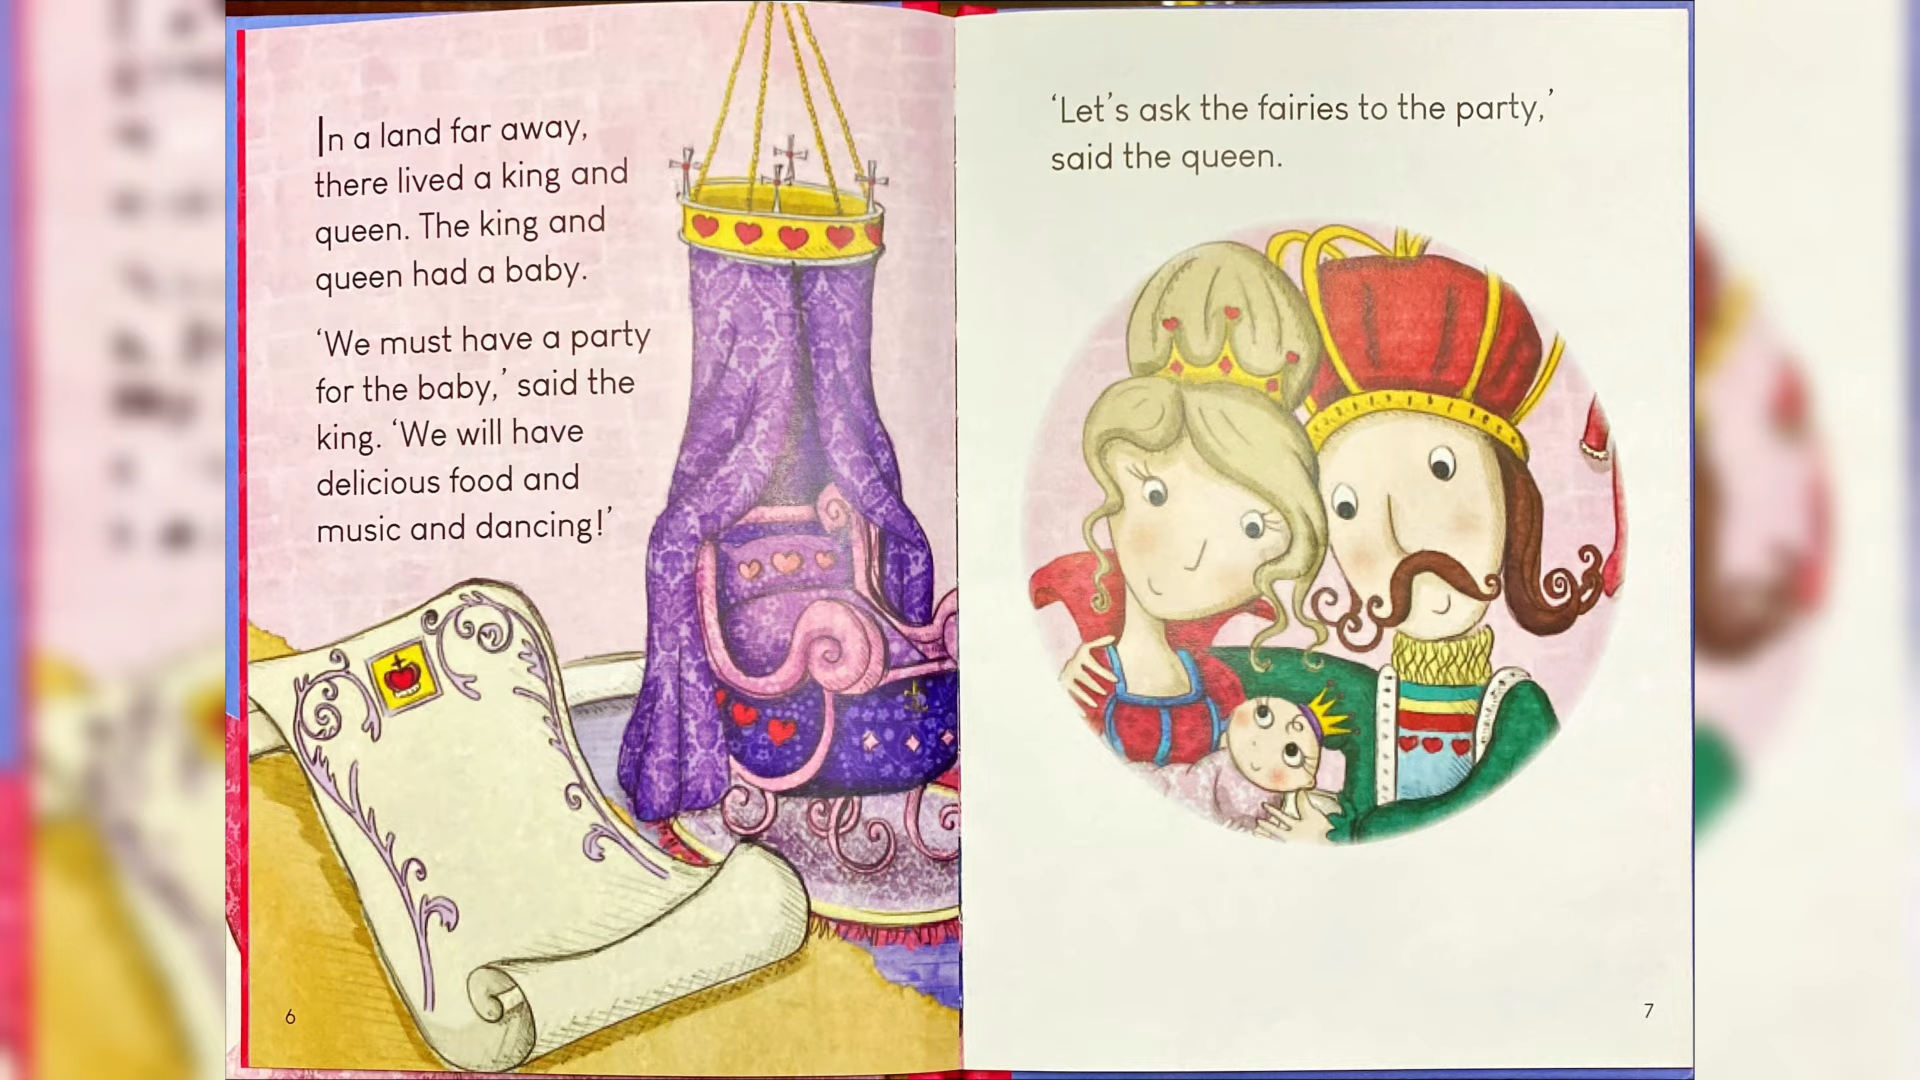 In a land far away,
there lived a king and
queen. The king and
queen had a baby.
‘We must have a party
for the baby,’ said the
king. ‘We will have
delicious food and
music and dancing!’
6
‘Let’s ask the fairies to the party,’
said the queen.
7